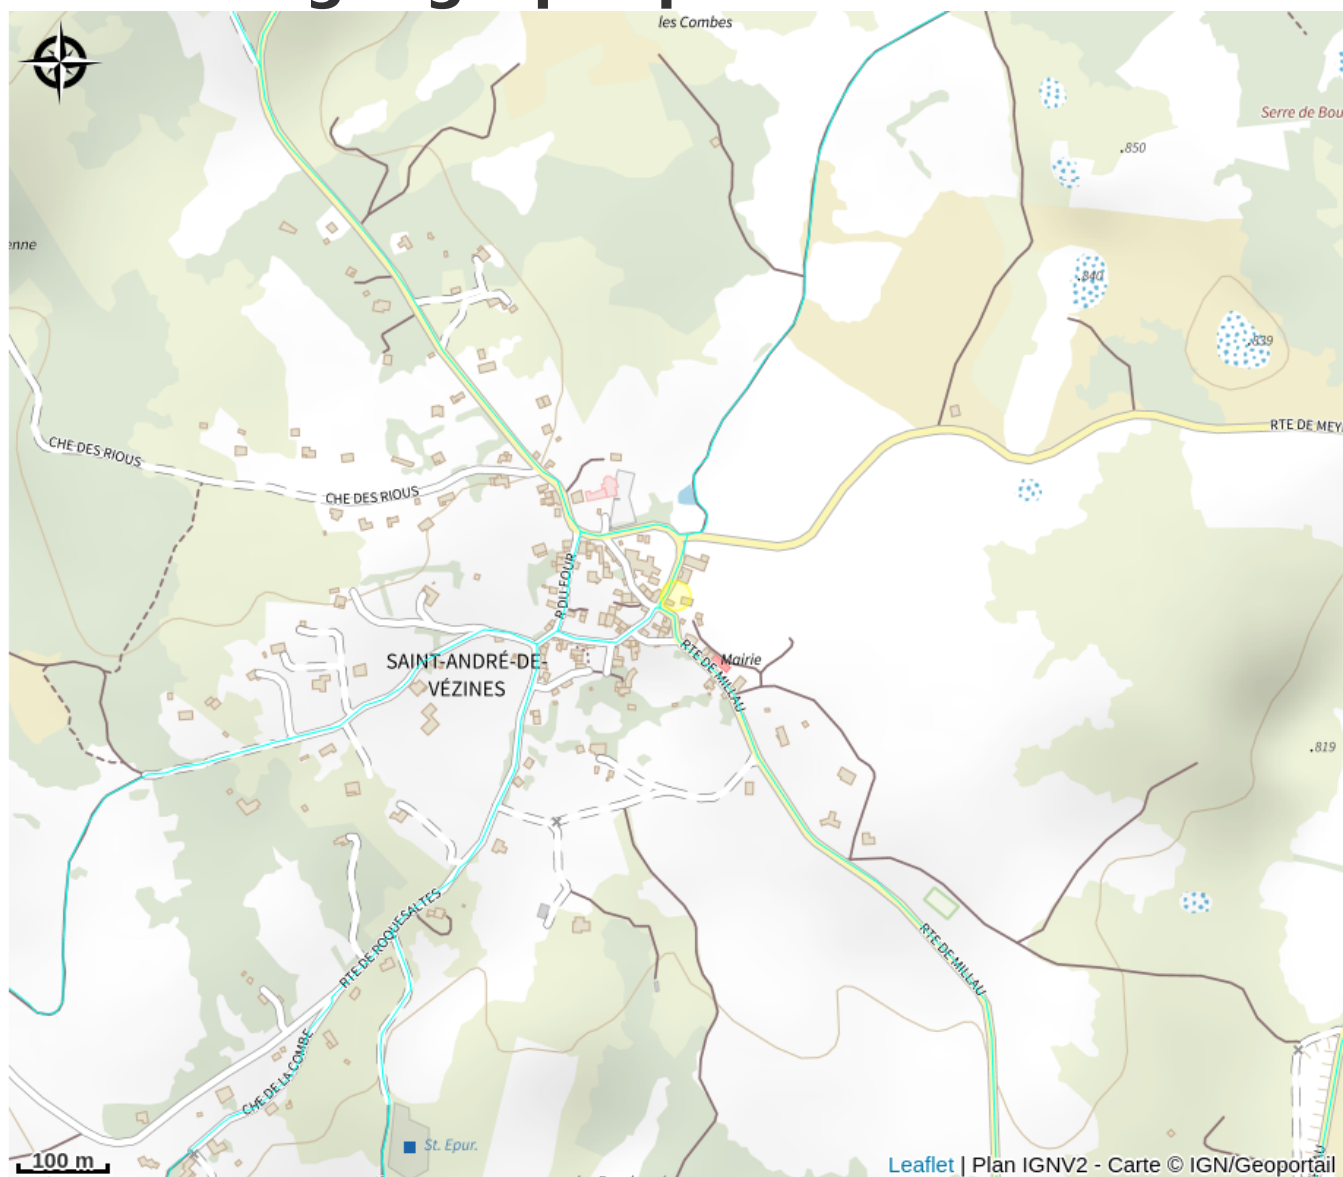 les Combes
Serre de Bou
850
enne
840
839
RTE DE MEY
CHE DES RIOUS
CHE DES RIOUS
R DU FOUR
SAINT-ANDRÉ-DE-
VÉZINES
Mairie
RTE DE MILLAU
819
RTE DE ROQUESALTES
RTE DE MILLAU
CHE DE LA COMBE
St. Epur.
100 m
Leaflet | Plan IGNV2 - Carte © IGN/Geoportail